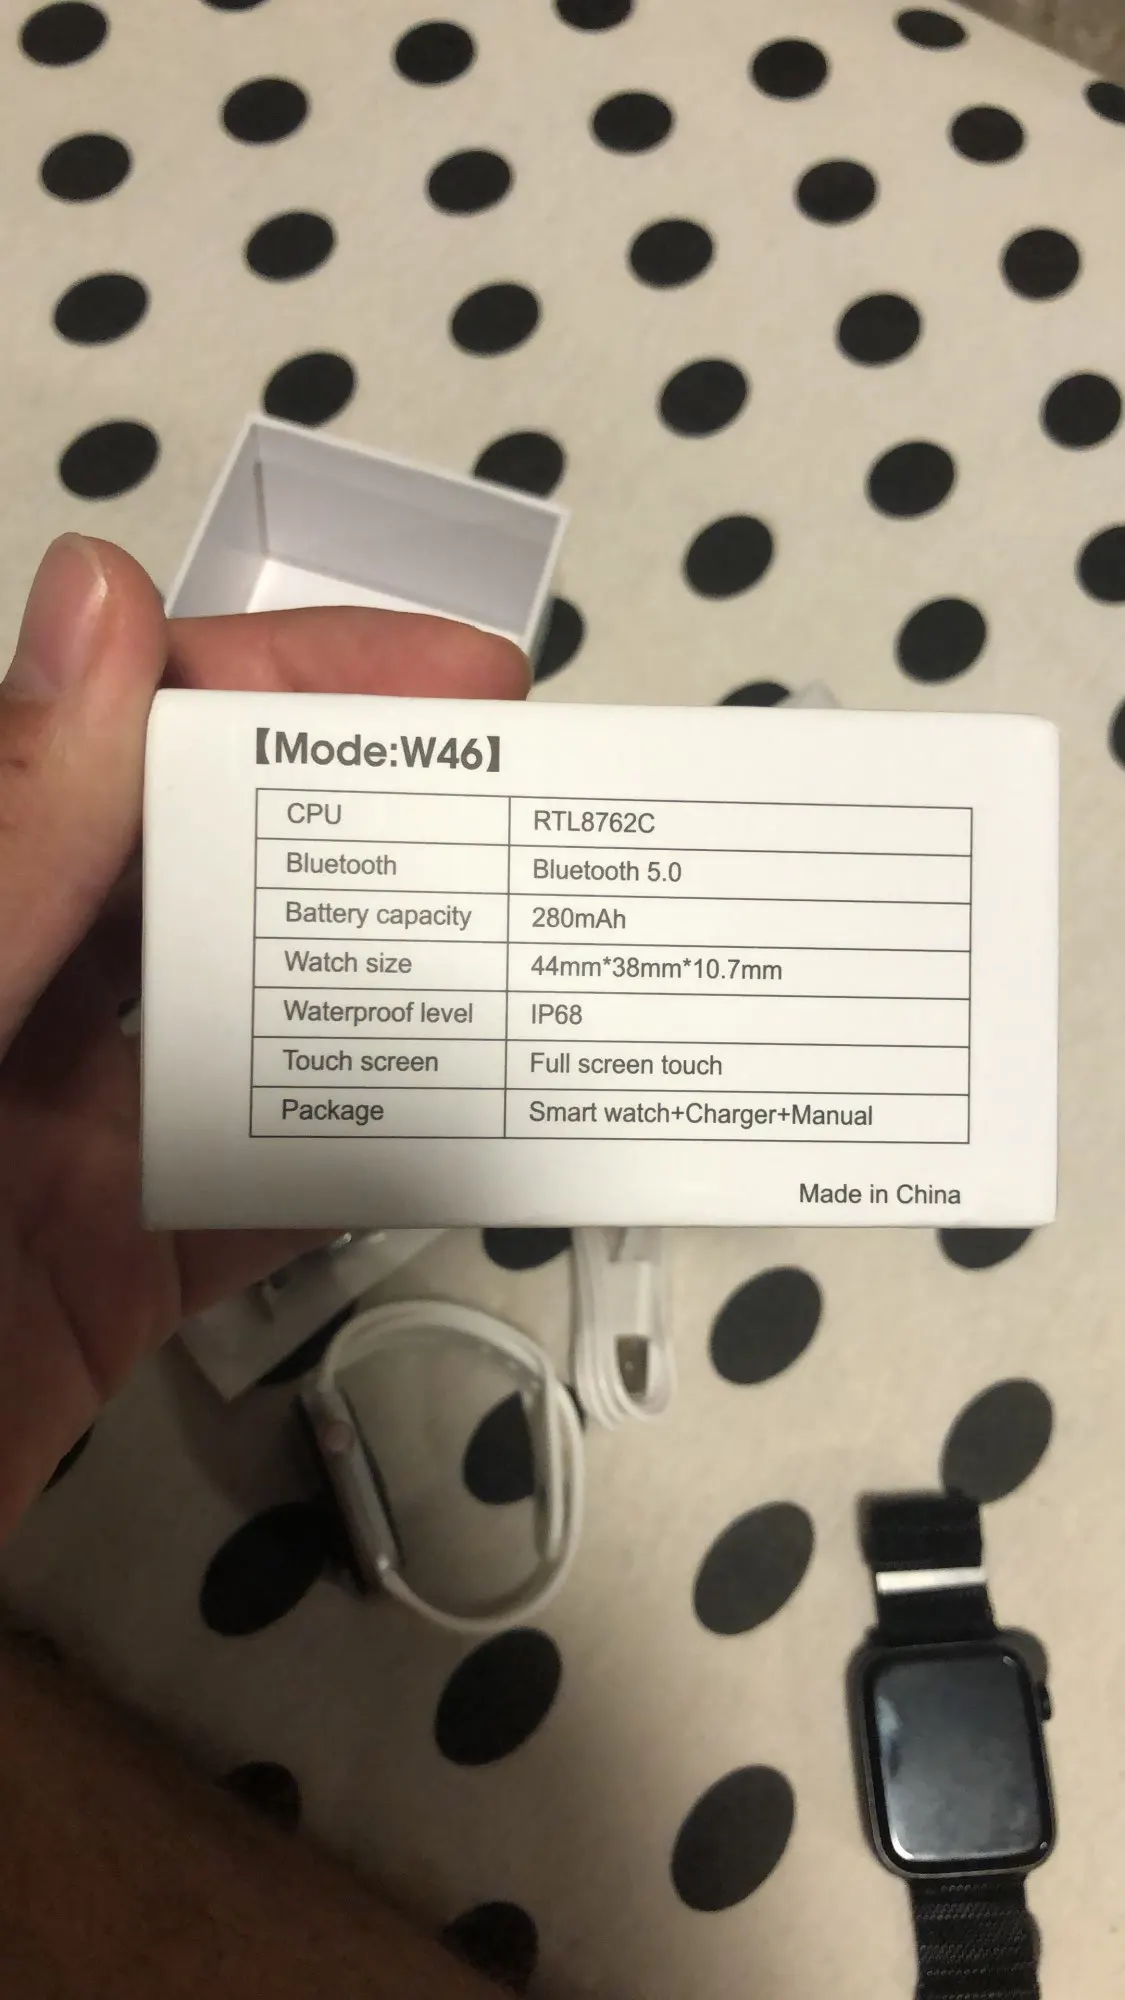 【Mode:W46】
CPU RTL8762C
Bluetooth Bluetooth 5.0
Battery capacity 280mAh
Watch size 44mm*38mm*10.7mm
Waterproof level IP68
Touch screen Full screen touch
Package Smart watch+Charger+Manual
Made in China